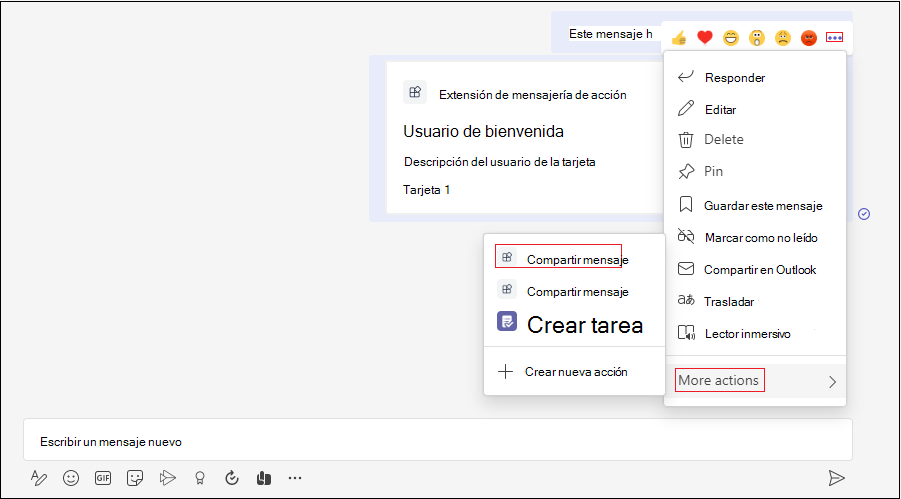 Este mensaje h
Extensión de mensajería de acción
Usuario de bienvenida
Descripción del usuario de la tarjeta
Tarjeta 1
Responder
Editar
Delete
Pin
Guardar este mensaje
Marcar como no leído
Compartir en Outlook
Trasladar
Lector inmersivo
More actions
Compartir mensaje
Compartir mensaje
Crear tarea
Crear nueva acción
Escribir un mensaje nuevo
GIF